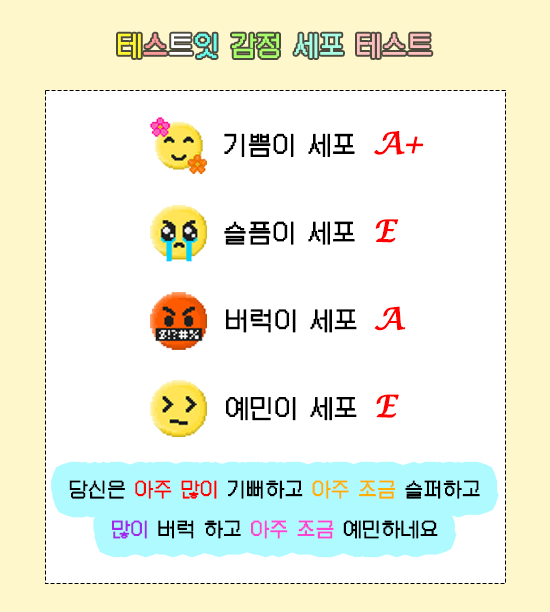 테스트잇 감정 세포 테스트
기쁨이 세포 A+
슬픔이 세포 E
$!?#%
버럭이 세포 A
예민이 세포 E
당신은 아주 많이 기뻐하고 아주 조금 슬퍼하고
많이 버럭 하고 아주 조금 예민하네요